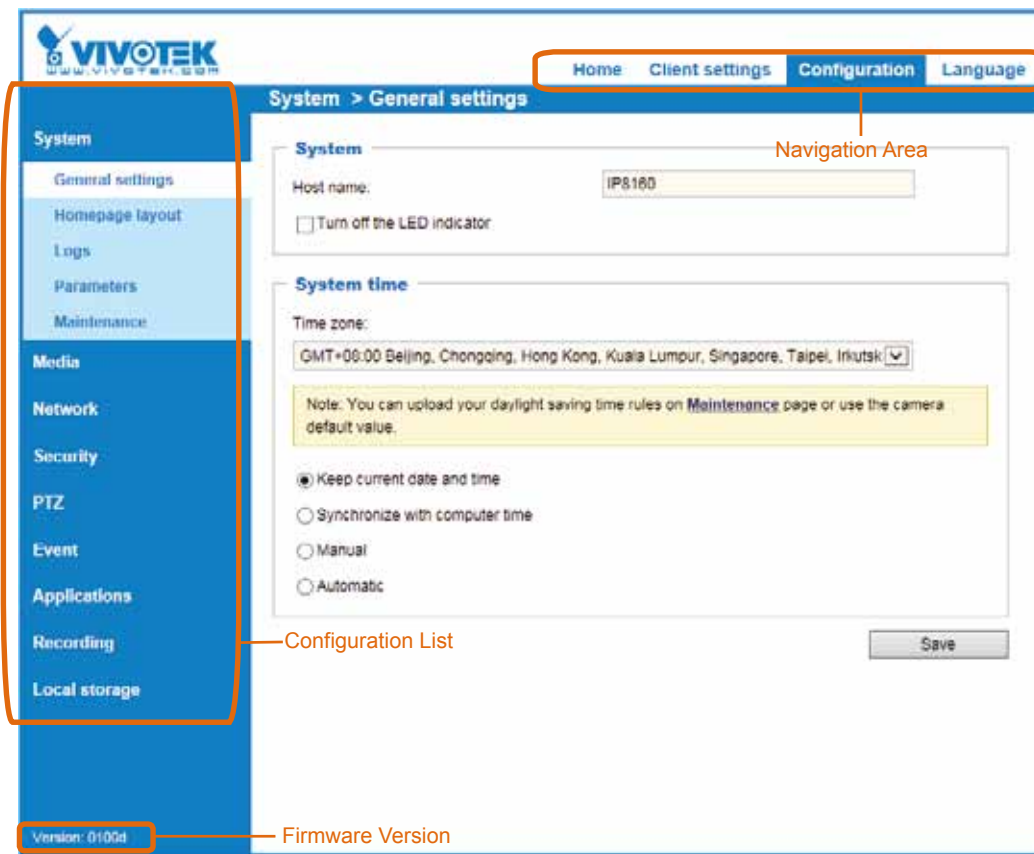 VIVOTEK
WWW.VIVOTEK.COM
Home Client settings Configuration Language
System > General settings
Navigation Area
System
General settings
Homepage layout
Logs
Parameters
Maintenance
Media
Network
Security
PTZ
Event
Applications
Recording
Local storage
Configuration List
Version: 0100d
Firmware Version
System
Host name: IP8160
Turn off the LED indicator
System time
Time zone:
GMT+08:00 Beijing, Chongqing, Hong Kong, Kuala Lumpur, Singapore, Taipei, Irkutsk
Note: You can upload your daylight saving time rules on Maintenance page or use the camera
default value.
Keep current date and time
Synchronize with computer time
Manual
Automatic
Save